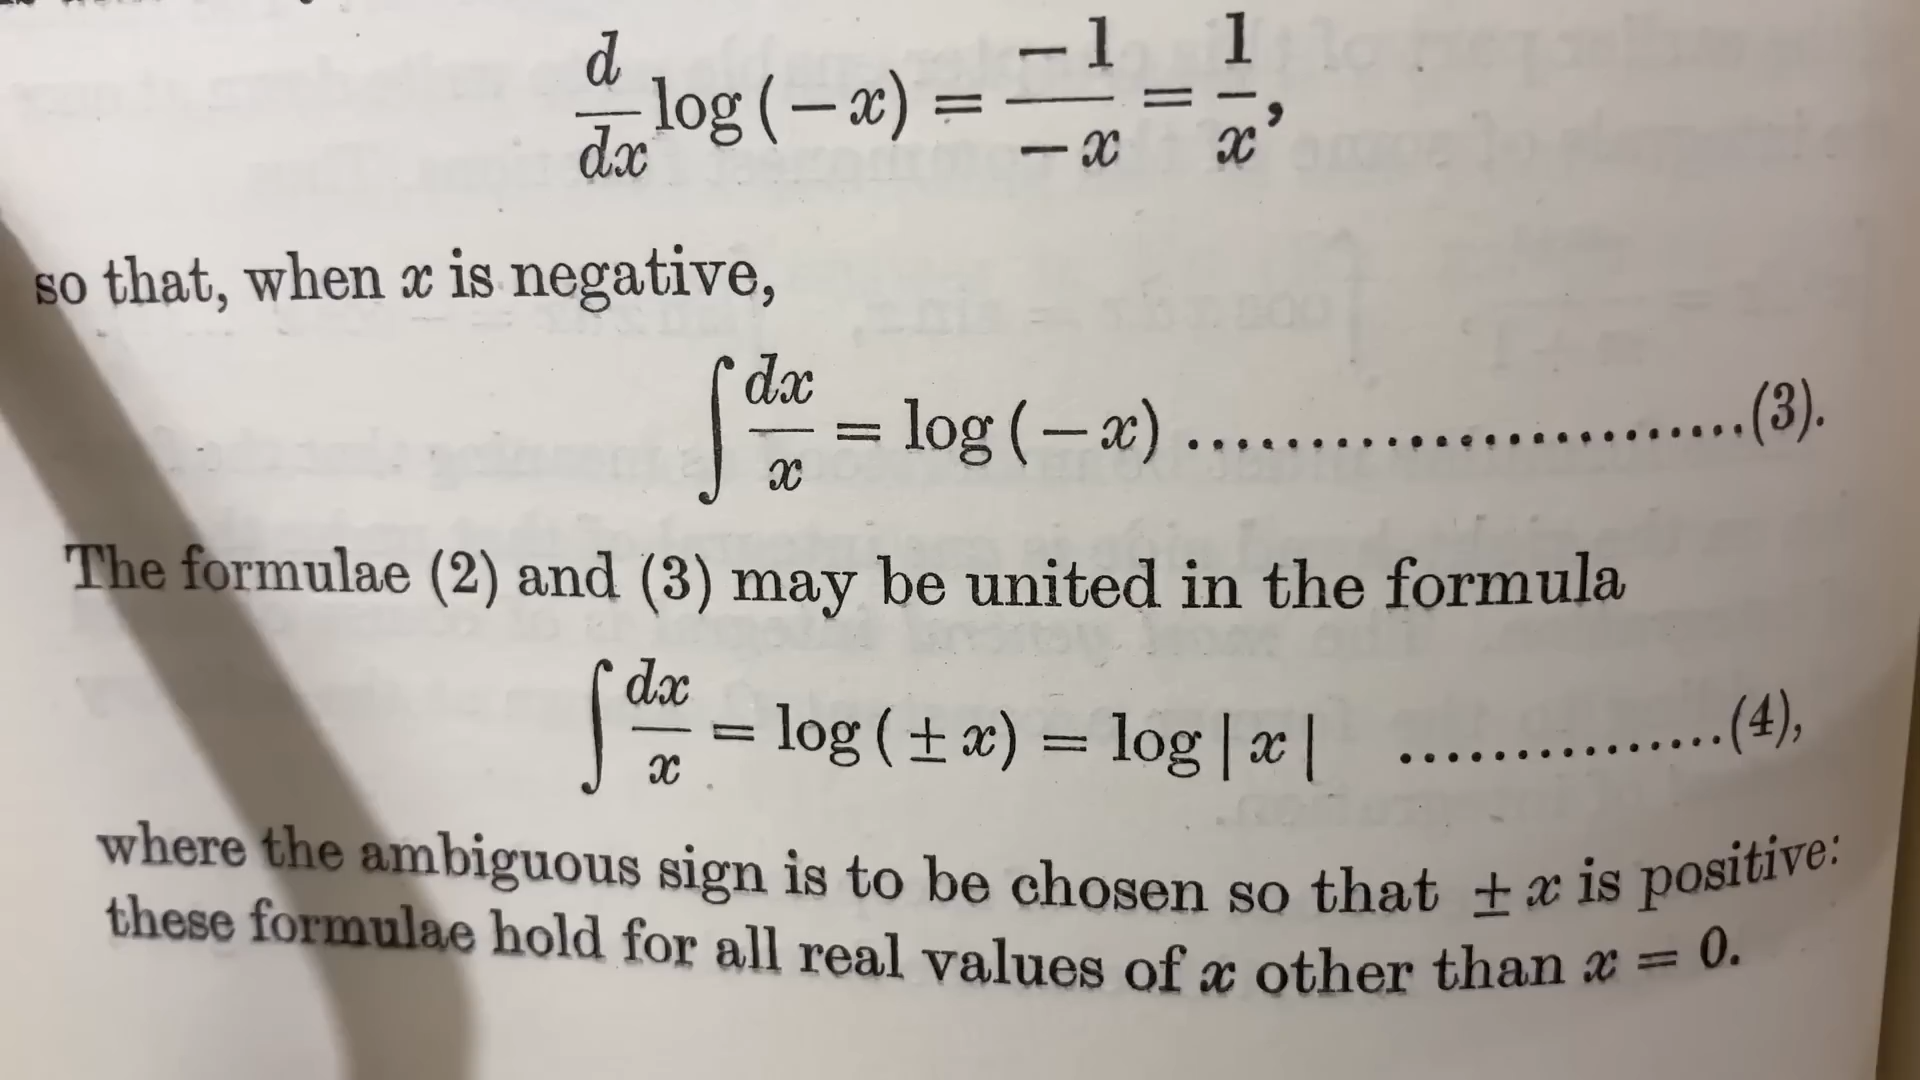 d/dx log (− x) = −1/−x = 1/x,
so that, when x is negative,
∫ dx/x = log (− x) ..........................(3).
The formulae (2) and (3) may be united in the formula
∫ dx/x = log (± x) = log | x | ................(4),
where the ambiguous sign is to be chosen so that ± x is positive:
these formulae hold for all real values of x other than x = 0.